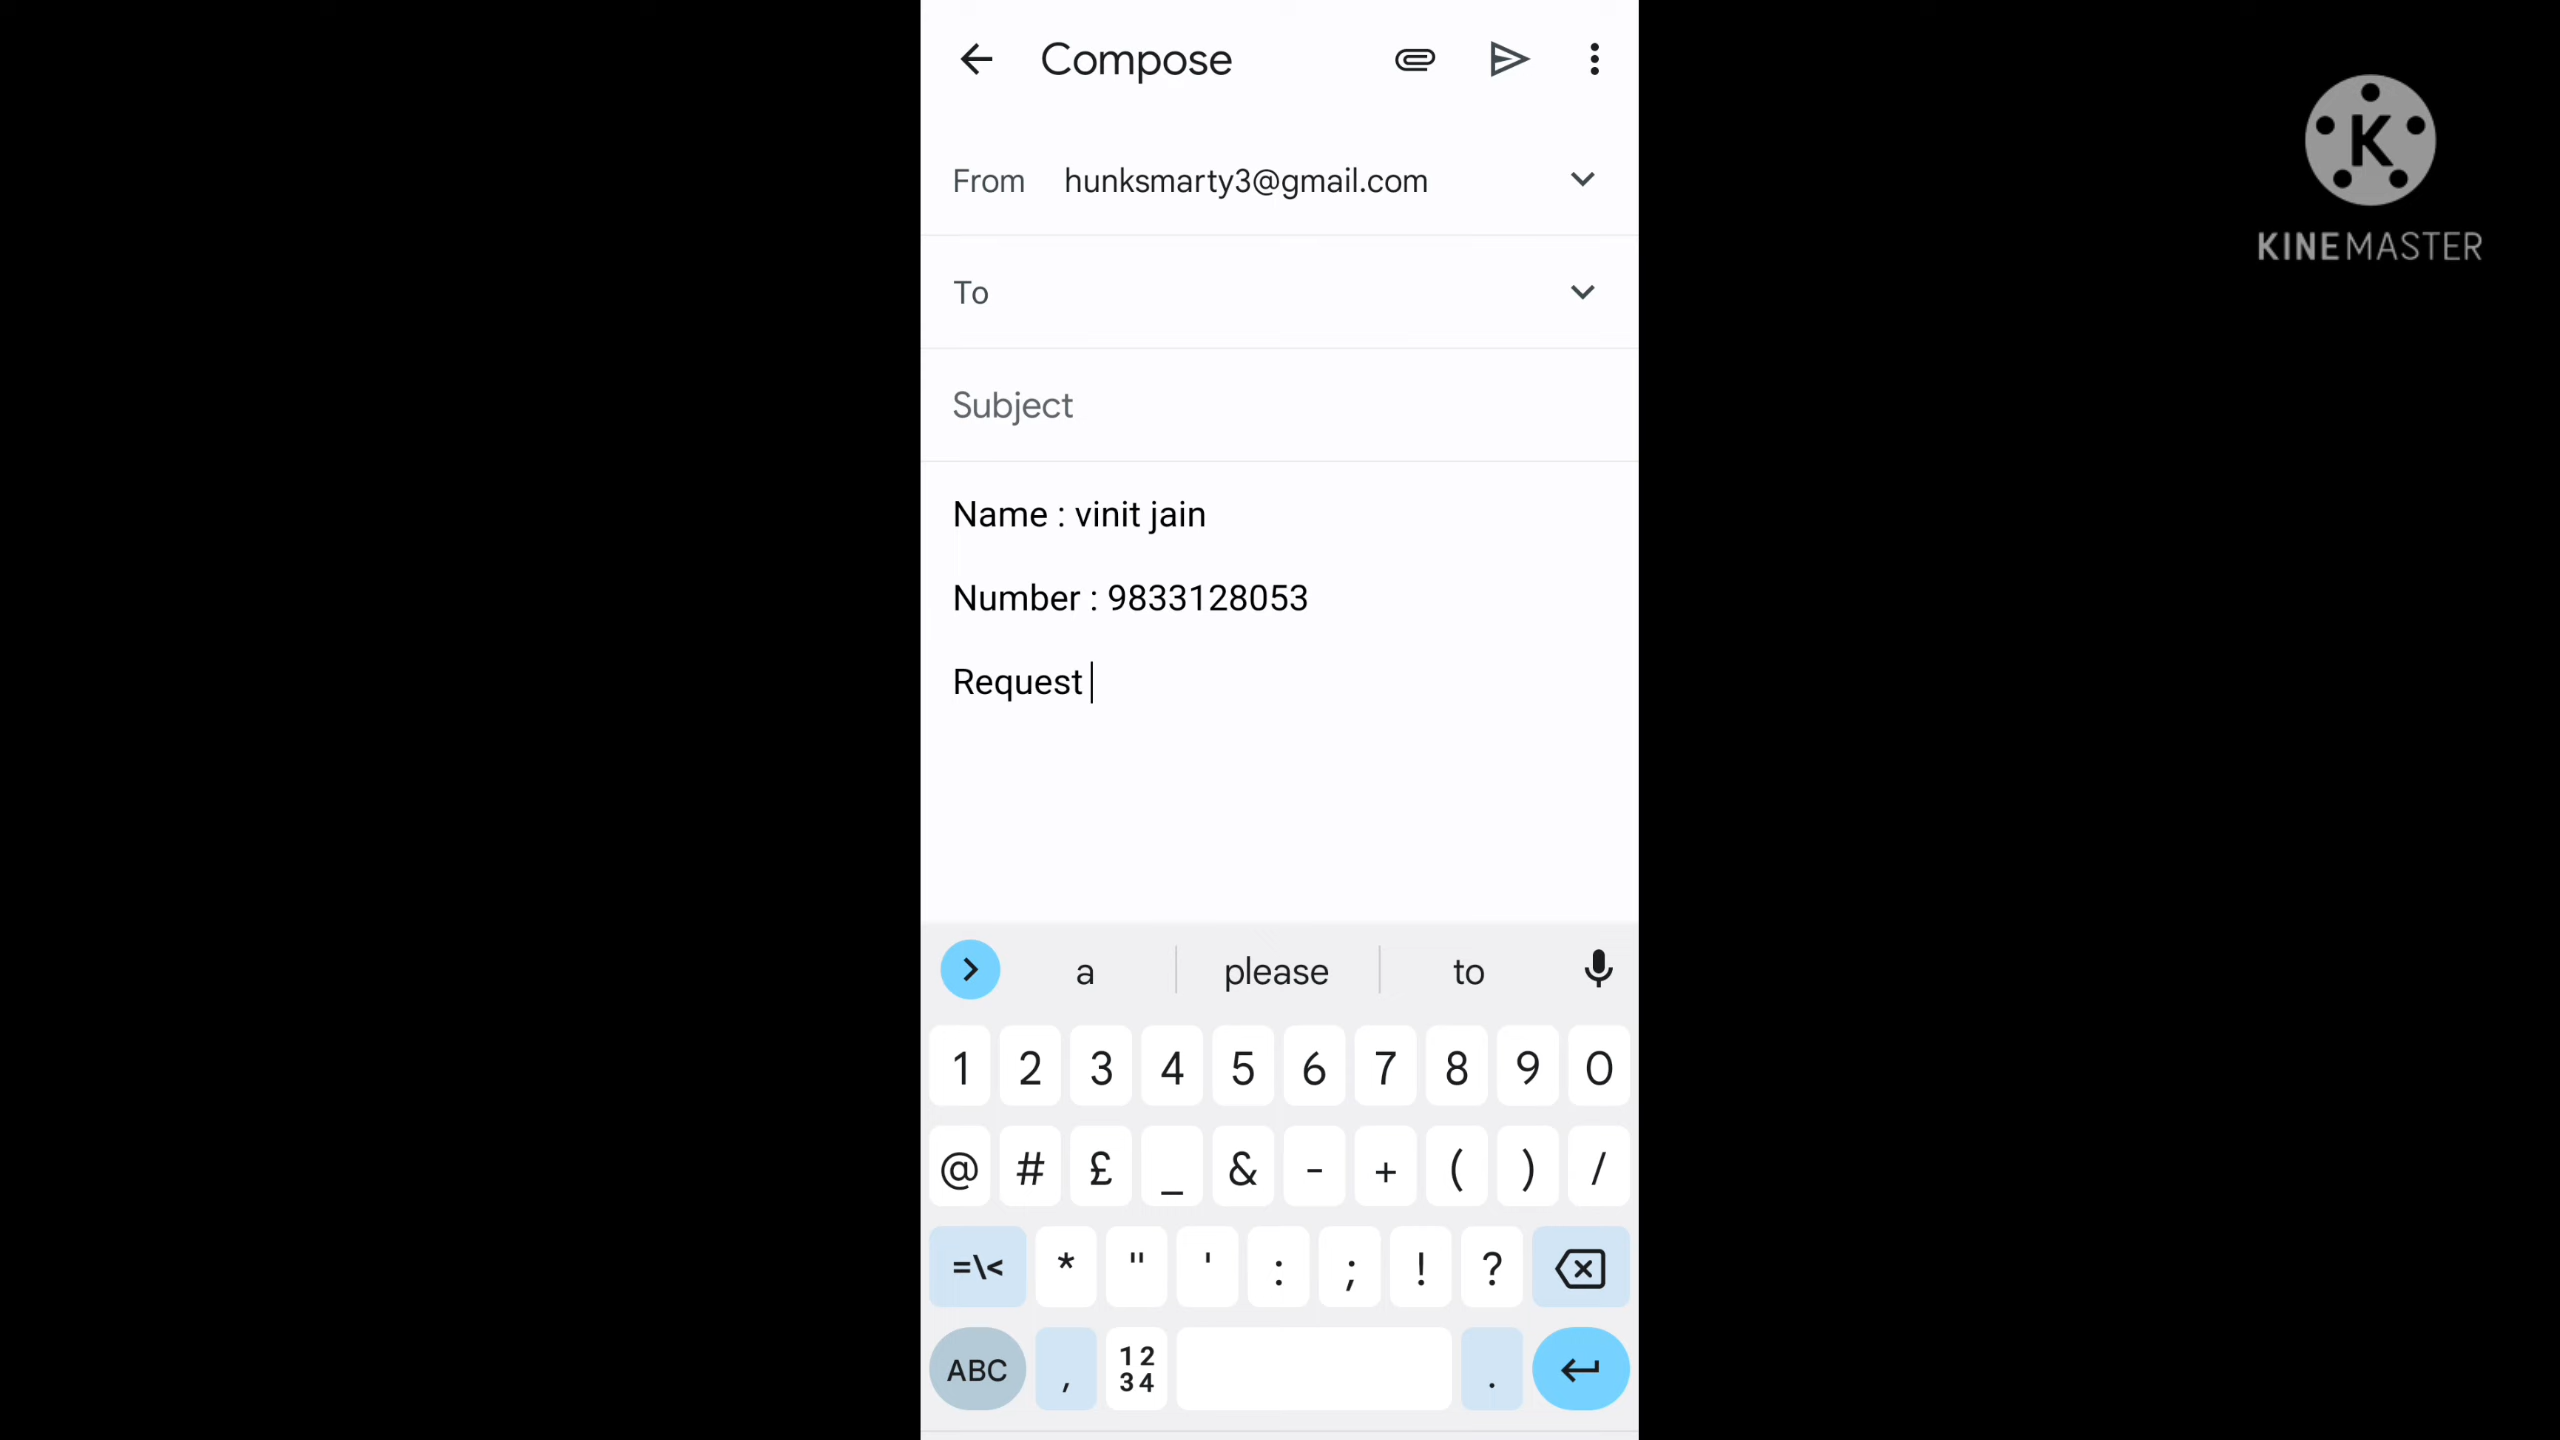 Compose
From hunksmarty3@gmail.com
To
Subject
Name : vinit jain
Number : 9833128053
Request
a please to
1 2 3 4 5 6 7 8 9 0
@ # £ _ & - + ( ) /
=\< * " ' : ; ! ?
ABC , 12 34 .
K
KINEMASTER